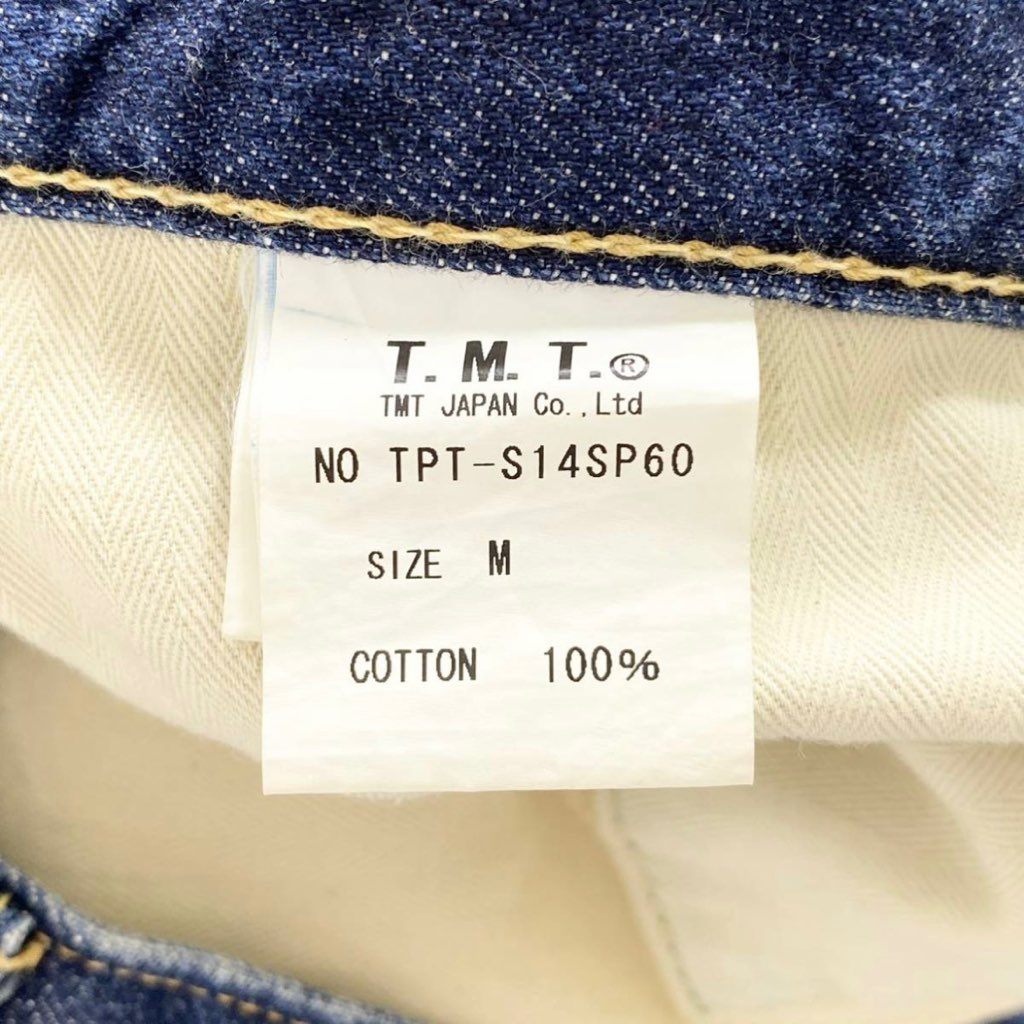 T.M.T.®
TMT JAPAN Co.,Ltd
NO TPT-S14SP60
SIZE M
COTTON 100%